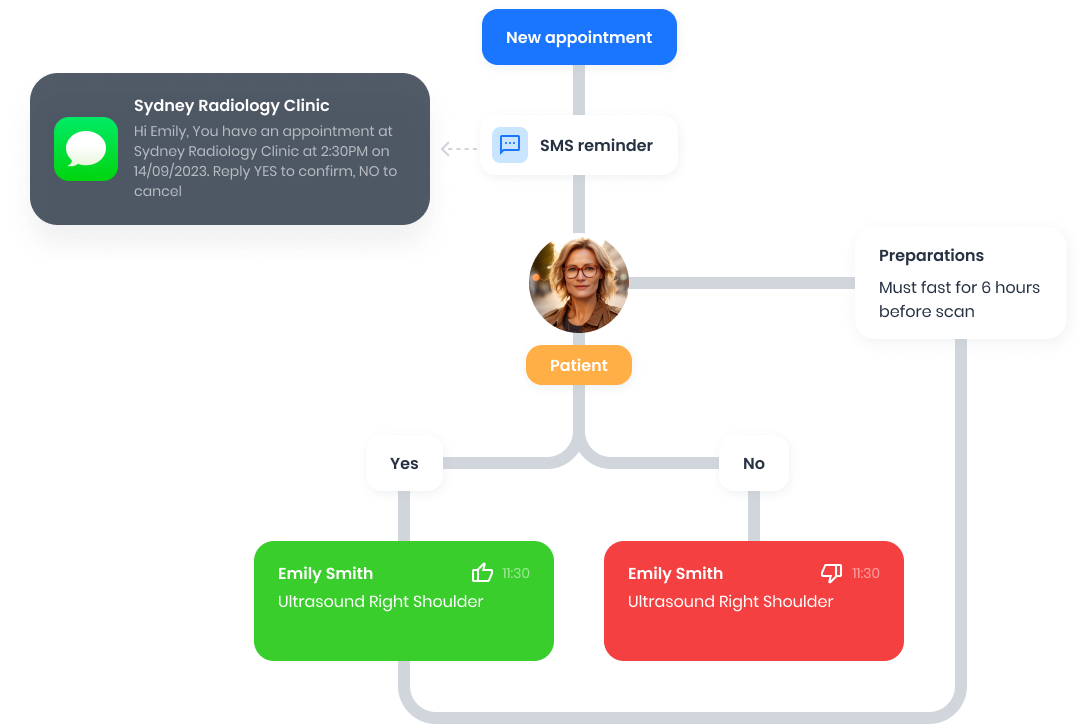 New appointment
Sydney Radiology Clinic
Hi Emily, You have an appointment at
Sydney Radiology Clinic at 2:30PM on
14/09/2023. Reply YES to confirm, NO to
cancel
SMS reminder
Preparations
Must fast for 6 hours
before scan
Patient
Yes
No
Emily Smith 11:30
Ultrasound Right Shoulder
Emily Smith 11:30
Ultrasound Right Shoulder